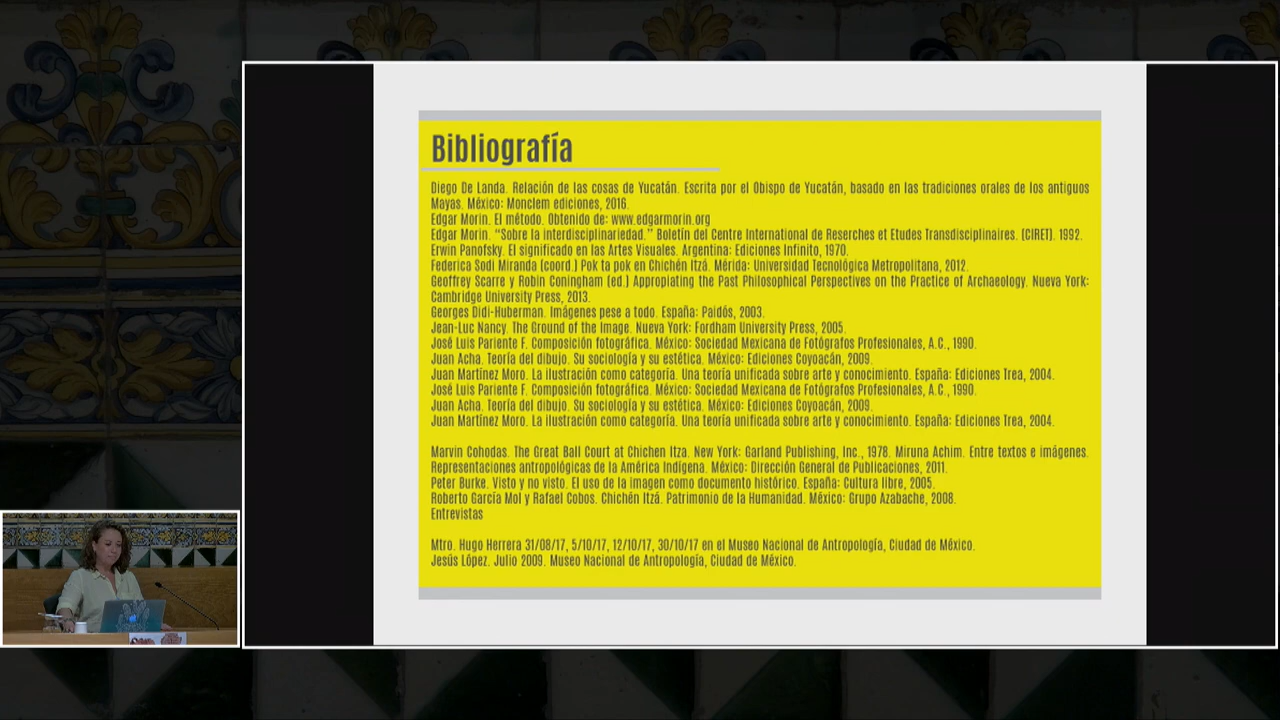 Bibliografía
Diego De Landa. Relación de las cosas de Yucatán. Escrita por el Obispo de Yucatán, basado en las tradiciones orales de los antiguos
Mayas. México: Monclem ediciones, 2016.
Edgar Morin. El método. Obtenido de: www.edgarmorin.org
Edgar Morin. “Sobre la interdisciplinariedad.” Boletín del Centre International de Reserches et Etudes Transdisciplinaires. (CIRET). 1992.
Erwin Panofsky. El significado en las Artes Visuales. Argentina: Ediciones Infinito, 1970.
Federica Sodi Miranda (coord.) Pok ta pok en Chichén Itzá. Mérida: Universidad Tecnológica Metropolitana, 2012.
Geoffrey Scarre y Robin Coningham (ed.) Appropiating the Past Philosophical Perspectives on the Practice of Archaeology. Nueva York:
Cambridge University Press, 2013.
Georges Didi-Huberman. Imágenes pese a todo. España: Paidós, 2003.
Jean-Luc Nancy. The Ground of the Image. Nueva York: Fordham University Press, 2005.
José Luis Pariente F. Composición fotográfica. México: Sociedad Mexicana de Fotógrafos Profesionales, A.C., 1990.
Juan Acha. Teoría del dibujo. Su sociología y su estética. México: Ediciones Coyoacán, 2009.
Juan Martínez Moro. La ilustración como categoría. Una teoría unificada sobre arte y conocimiento. España: Ediciones Trea, 2004.
José Luis Pariente F. Composición fotográfica. México: Sociedad Mexicana de Fotógrafos Profesionales, A.C., 1990.
Juan Acha. Teoría del dibujo. Su sociología y su estética. México: Ediciones Coyoacán, 2009.
Juan Martínez Moro. La ilustración como categoría. Una teoría unificada sobre arte y conocimiento. España: Ediciones Trea, 2004.
Marvin Cohodas. The Great Ball Court at Chichen Itza. New York: Garland Publishing, Inc., 1978. Miruna Achim. Entre textos e imágenes.
Representaciones antropológicas de la América Indígena. México: Dirección General de Publicaciones, 2011.
Peter Burke. Visto y no visto. El uso de la imagen como documento histórico. España: Cultura libre, 2005.
Roberto García Mol y Rafael Cobos. Chichén Itzá. Patrimonio de la Humanidad. México: Grupo Azabache, 2008.
Entrevistas
Mtro. Hugo Herrera 31/08/17, 5/10/17, 12/10/17, 30/10/17 en el Museo Nacional de Antropología, Ciudad de México.
Jesús López. Julio 2009. Museo Nacional de Antropología, Ciudad de México.